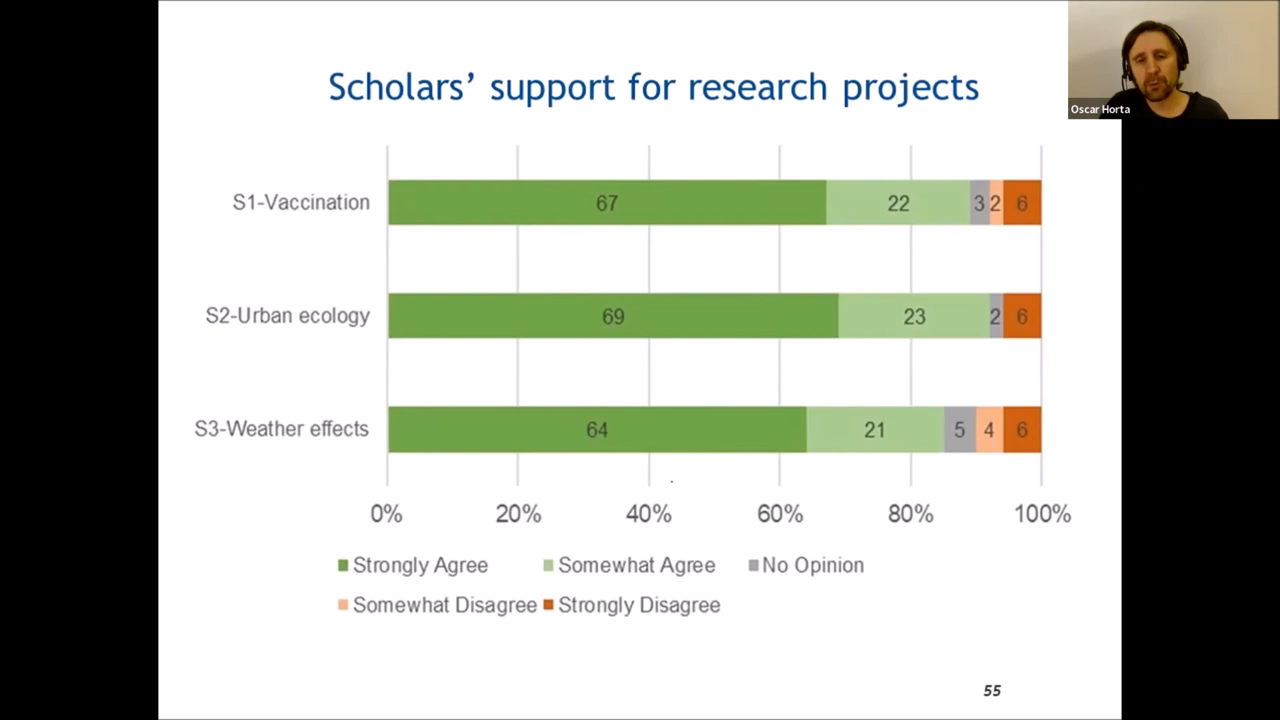 Scholars' support for research projects
Oscar Horta
S1-Vaccination 67 22 3 2 6
S2-Urban ecology 69 23 2 6
S3-Weather effects 64 21 5 4 6
0% 20% 40% 60% 80% 100%
Strongly Agree Somewhat Agree No Opinion
Somewhat Disagree Strongly Disagree
55